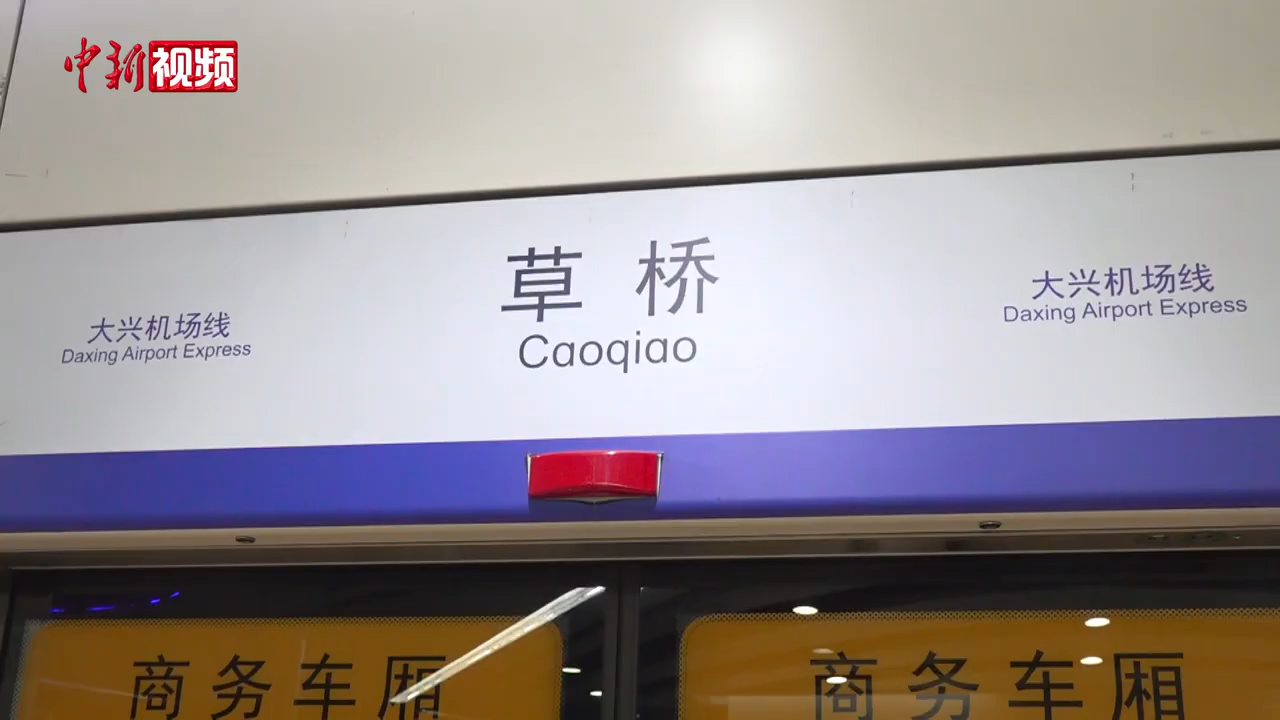 中新视频
草桥
Caoqiao
大兴机场线
Daxing Airport Express
大兴机场线
Daxing Airport Express
商务车厢
商务车厢